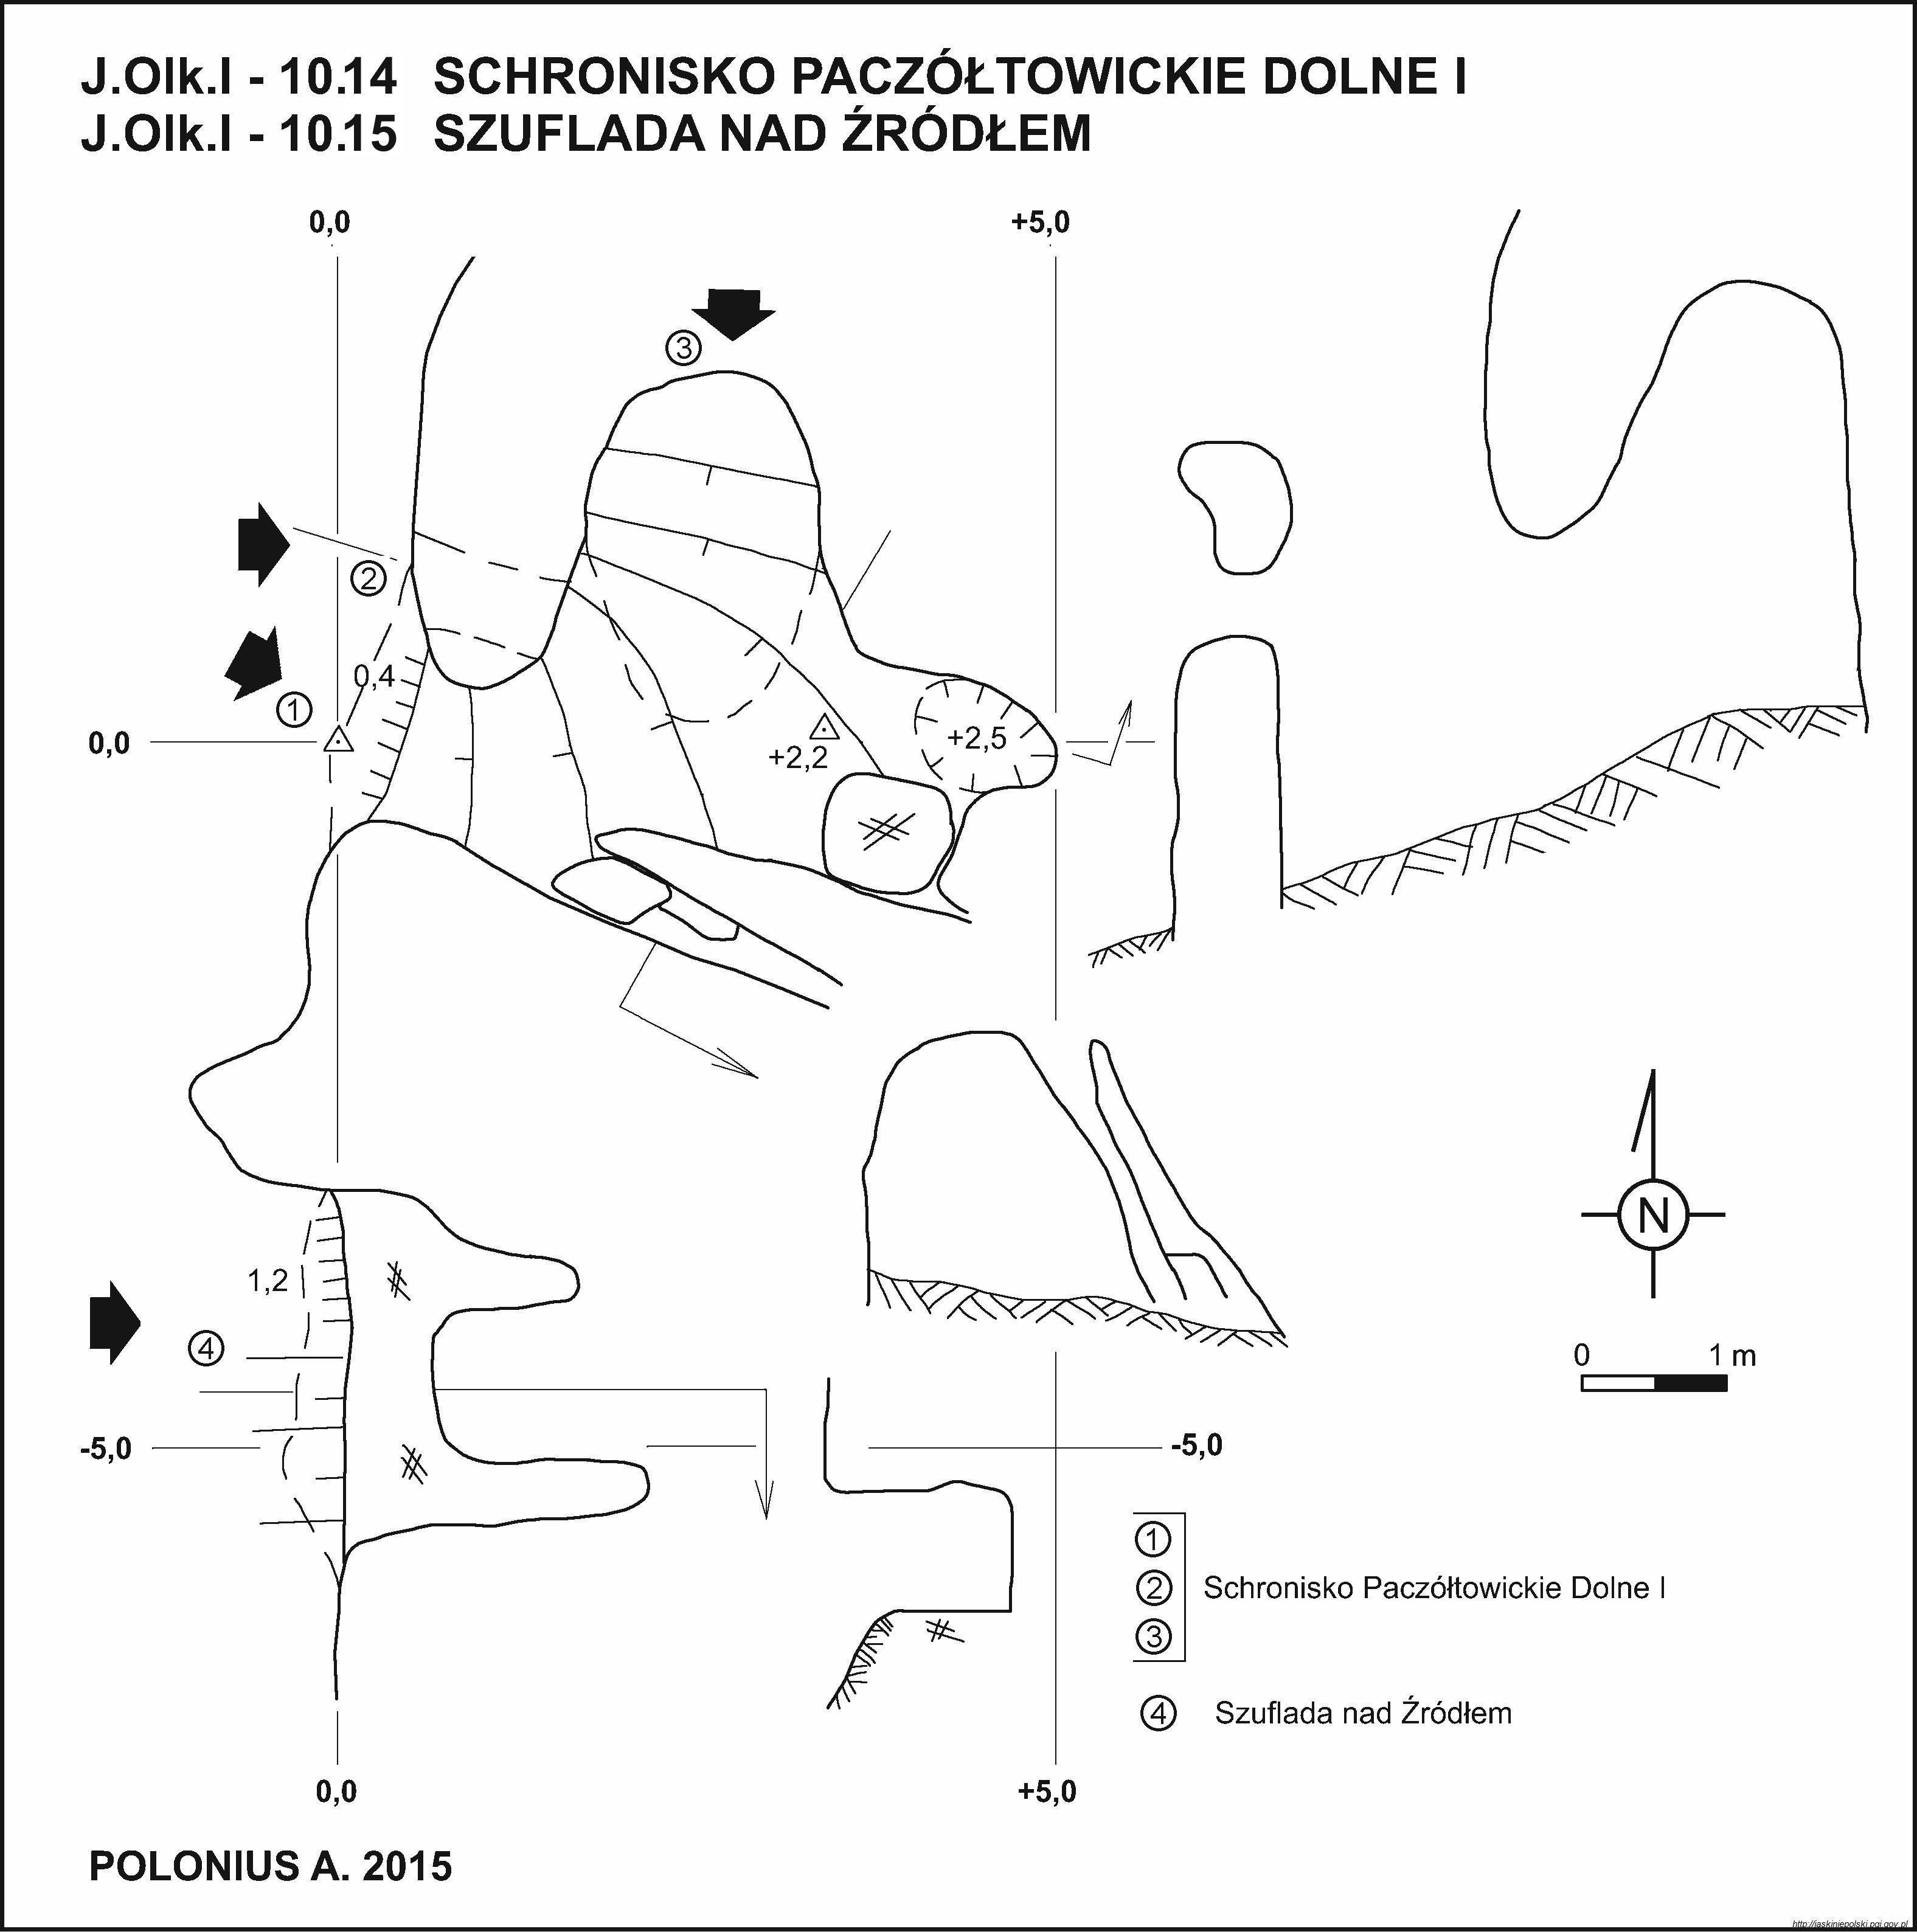 J.Olk.I - 10.14 SCHRONISKO PACZÓŁTOWICKIE DOLNE I
J.Olk.I - 10.15 SZUFLADA NAD ŹRÓDŁEM
0,0 +5,0
3
2
0,4
1
0,0
+2,2
+2,5
N
1,2
4
0 1 m
-5,0
-5,0
1
2 Schronisko Paczółtowickie Dolne I
3
4 Szuflada nad Źródłem
0,0 +5,0
POLONIUS A. 2015
http://jaskiniepolski.pgi.gov.pl